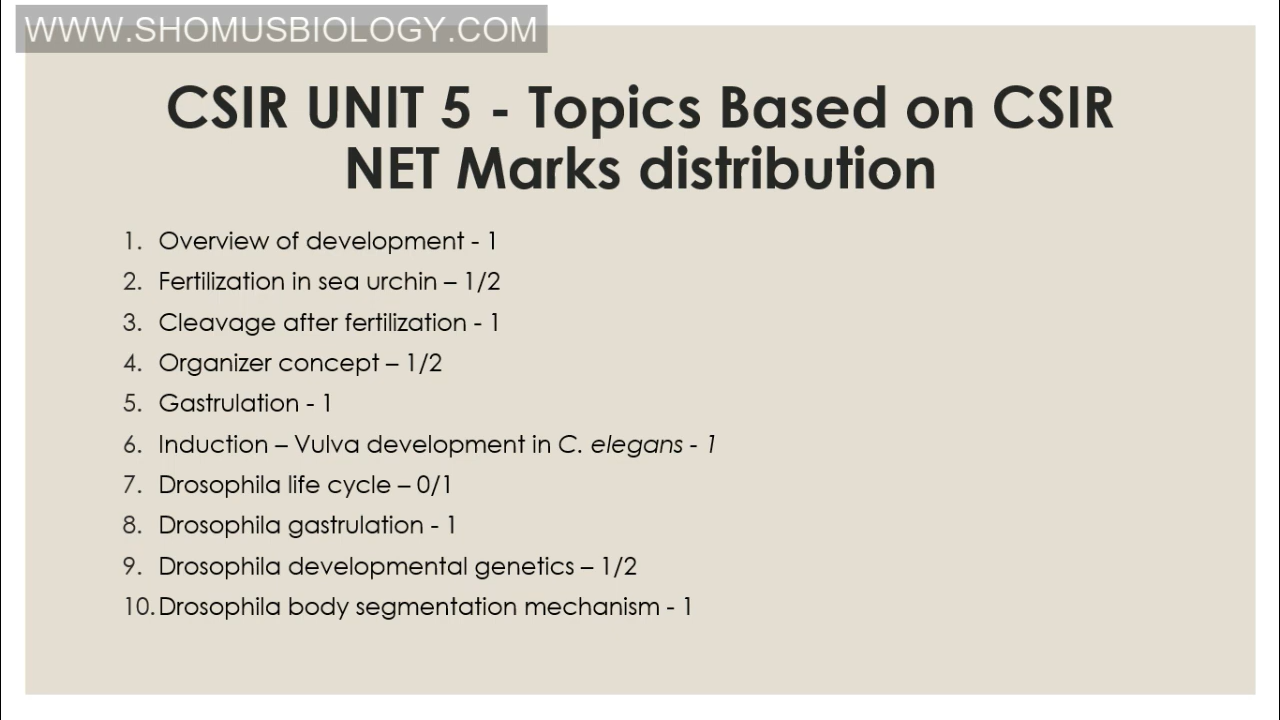 WWW.SHOMUSBIOLOGY.COM
CSIR UNIT 5 - Topics Based on CSIR
NET Marks distribution
1. Overview of development - 1
2. Fertilization in sea urchin – 1/2
3. Cleavage after fertilization - 1
4. Organizer concept – 1/2
5. Gastrulation - 1
6. Induction – Vulva development in C. elegans - 1
7. Drosophila life cycle – 0/1
8. Drosophila gastrulation - 1
9. Drosophila developmental genetics – 1/2
10. Drosophila body segmentation mechanism - 1